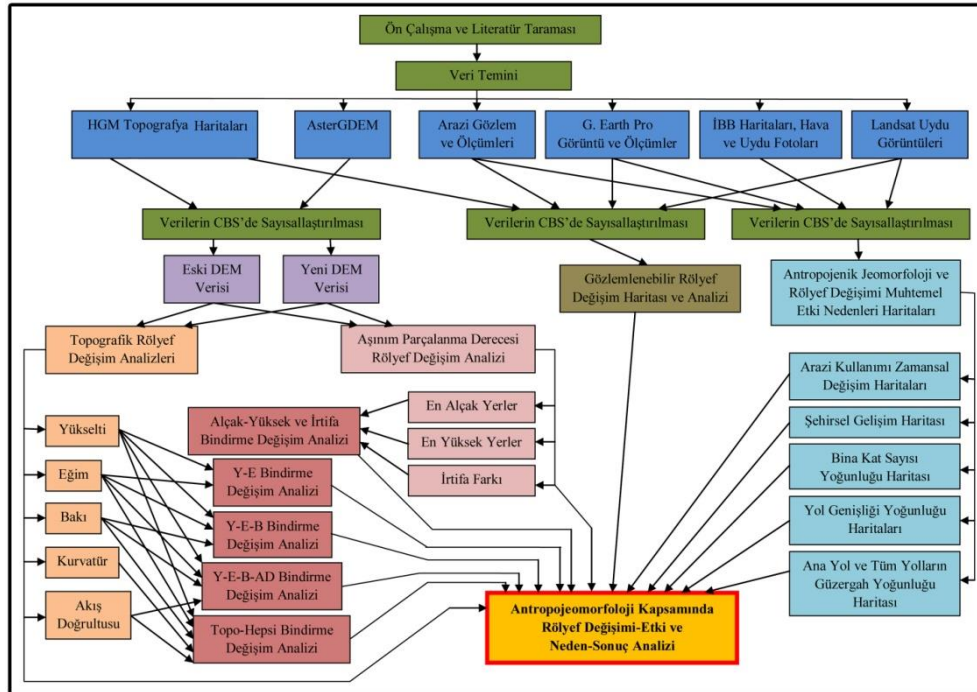 Ön Çalışma ve Literatür Taraması
Veri Temini
HGM Topografya Haritaları
AsterGDEM
Arazi Gözlem
ve Ölçümleri
G. Earth Pro
Görüntü ve Ölçümler
İBB Haritaları, Hava
ve Uydu Fotoları
Landsat Uydu
Görüntüleri
Verilerin CBS'de Sayısallaştırılması
Verilerin CBS'de Sayısallaştırılması
Verilerin CBS'de Sayısallaştırılması
Eski DEM
Verisi
Yeni DEM
Verisi
Gözlemlenebilir Rölyef
Değişim Haritası ve Analizi
Antropojenik Jeomorfoloji ve
Rölyef Değişimi Muhtemel
Etki Nedenleri Haritaları
Topografik Rölyef
Değişim Analizleri
Aşınım Parçalanma Derecesi
Rölyef Değişim Analizi
Arazi Kullanımı Zamansal
Değişim Haritaları
Şehirsel Gelişim Haritası
Bina Kat Sayısı
Yoğunluğu Haritası
Yol Genişliği Yoğunluğu
Haritaları
Ana Yol ve Tüm Yolların
Güzergah Yoğunluğu
Haritası
Yükselti
Eğim
Bakı
Kurvatür
Akış
Doğrultusu
Alçak-Yüksek ve İrtifa
Bindirme Değişim Analizi
Y-E Bindirme
Değişim Analizi
Y-E-B Bindirme
Değişim Analizi
Y-E-B-AD Bindirme
Değişim Analizi
Topo-Hepsi Bindirme
Değişim Analizi
En Alçak Yerler
En Yüksek Yerler
İrtifa Farkı
Antropojeomorfoloji Kapsamında
Rölyef Değişimi-Etki ve
Neden-Sonuç Analizi